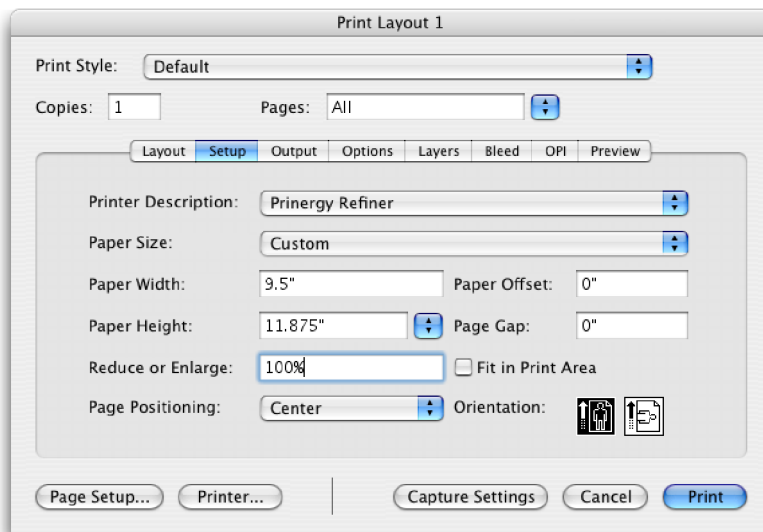 Print Layout 1
Print Style: Default
Copies: 1 Pages: All
Layout Setup Output Options Layers Bleed OPI Preview
Printer Description: Prinergy Refiner
Paper Size: Custom
Paper Width: 9.5" Paper Offset: 0"
Paper Height: 11.875" Page Gap: 0"
Reduce or Enlarge: 100% Fit in Print Area
Page Positioning: Center Orientation:
Page Setup... Printer... Capture Settings Cancel Print